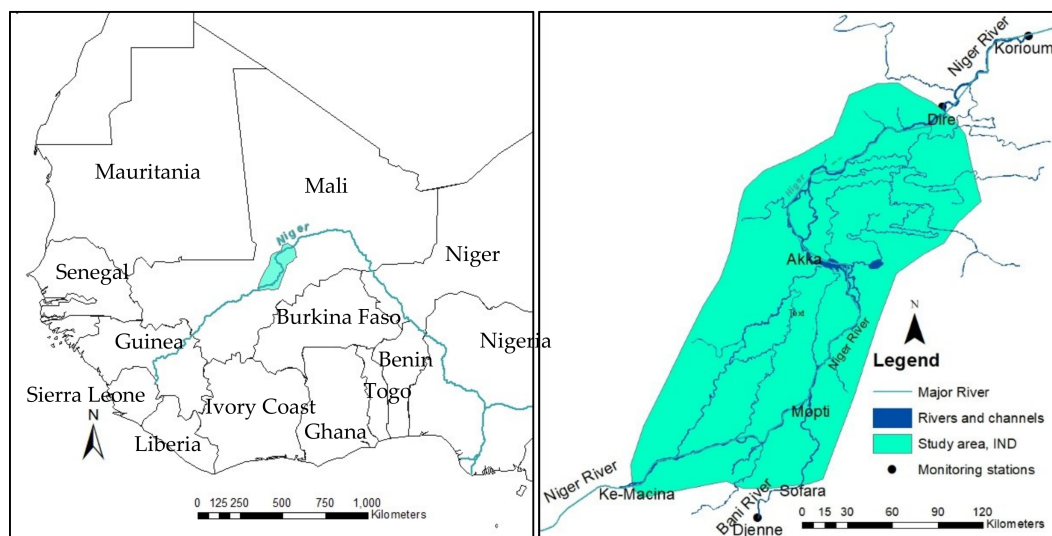 Mauritania
Mali
Niger
Niger
Senegal
Burkina Faso
Guinea
Nigeria
Benin
Sierra Leone
Togo
Ivory Coast
Ghana
N
Liberia
0 125 250 500 750 1,000
Kilometers
Niger River
Korioum
Dire
Niger
Akka
Text
N
Niger River
Legend
Major River
Rivers and channels
Study area, IND
Monitoring stations
Mopti
Niger River
Ke-Macina
Sofara
Bani River
Djenne
0 15 30 60 90 120
Kilometers